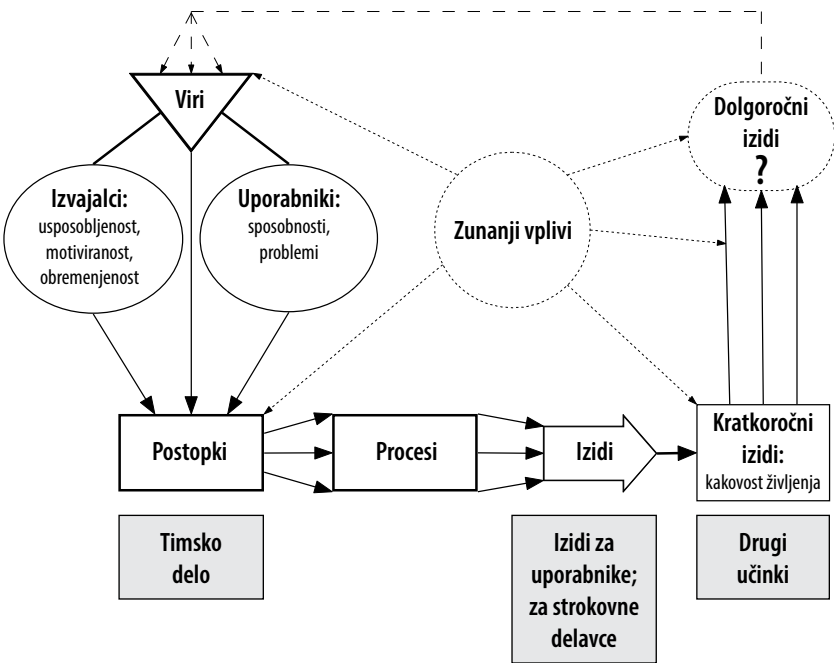 Viri
Dolgoročni
izidi
?
Izvajalci:
usposobljenost,
motiviranost,
obremenjenost
Uporabniki:
sposobnosti,
problemi
Zunanji vplivi
Postopki
Procesi
Izidi
Kratkoročni
izidi:
kakovost življenja
Timsko
delo
Izidi za
uporabnike;
za strokovne
delavce
Drugi
učinki